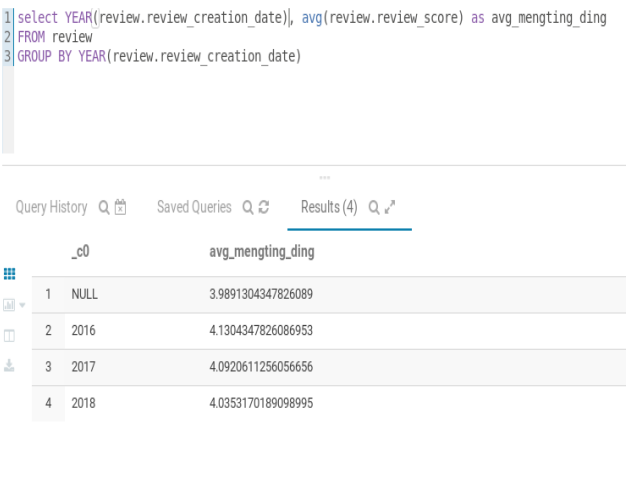 1 select YEAR(review.review_creation_date), avg(review.review_score) as avg_mengting_ding
2 FROM review
3 GROUP BY YEAR(review.review_creation_date)
Query History Saved Queries Results (4)
_c0 avg_mengting_ding
1 NULL 3.9891304347826089
2 2016 4.1304347826086953
3 2017 4.0920611256056656
4 2018 4.0353170189098995